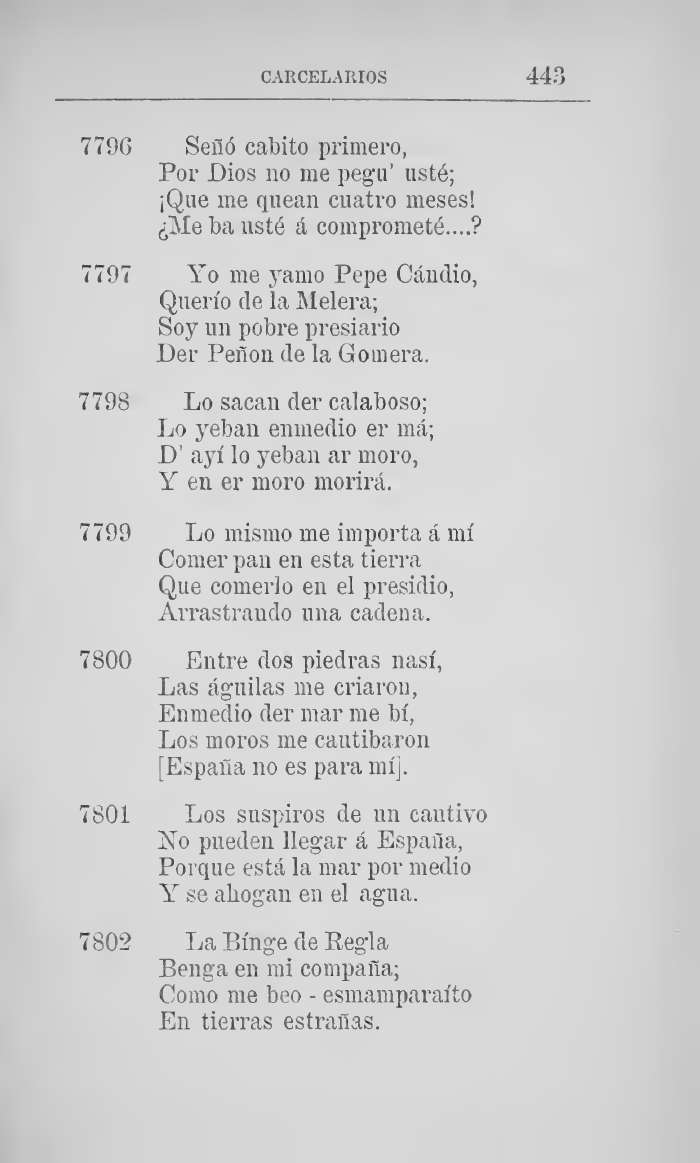 CARCELARIOS 443
7796 Señó cabito primero,
Por Dios no me pegu' usté;
¡Que me quean cuatro meses!
¿Me ba usté á comprometé....?
7797 Yo me yamo Pepe Cándio,
Querío de la Melera;
Soy un pobre presiario
Der Peñon de la Gomera.
7798 Lo sacan der calaboso;
Lo yeban enmedio er má;
D' ayí lo yeban ar moro,
Y en er moro morirá.
7799 Lo mismo me importa á mí
Comer pan en esta tierra
Que comerlo en el presidio,
Arrastrando una cadena.
7800 Entre dos piedras nasí,
Las águilas me criaron,
Enmedio der mar me bí,
Los moros me cautibaron
[España no es para mí].
7801 Los suspiros de un cautivo
No pueden llegar á España,
Porque está la mar por medio
Y se ahogan en el agua.
7802 La Bínge de Regla
Benga en mi compaña;
Como me beo - esmamparaíto
En tierras estrañas.